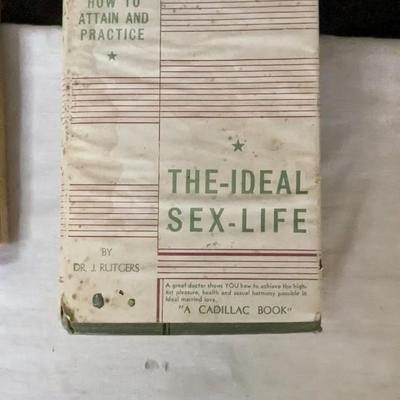 HOW TO
ATTAIN AND
PRACTICE
THE-IDEAL
SEX-LIFE
BY
DR. J. RUTGERS
A great doctor shows YOU how to achieve the high-
est pleasure, health and sexual harmony possible in
ideal married love.
"A CADILLAC BOOK"